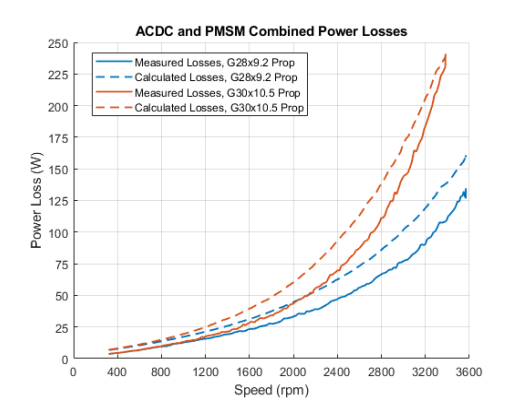 ACDC and PMSM Combined Power Losses
Measured Losses, G28x9.2 Prop
Calculated Losses, G28x9.2 Prop
Measured Losses, G30x10.5 Prop
Calculated Losses, G30x10.5 Prop
Power Loss (W)
250
225
200
175
150
125
100
75
50
25
0
0 400 800 1200 1600 2000 2400 2800 3200 3600
Speed (rpm)